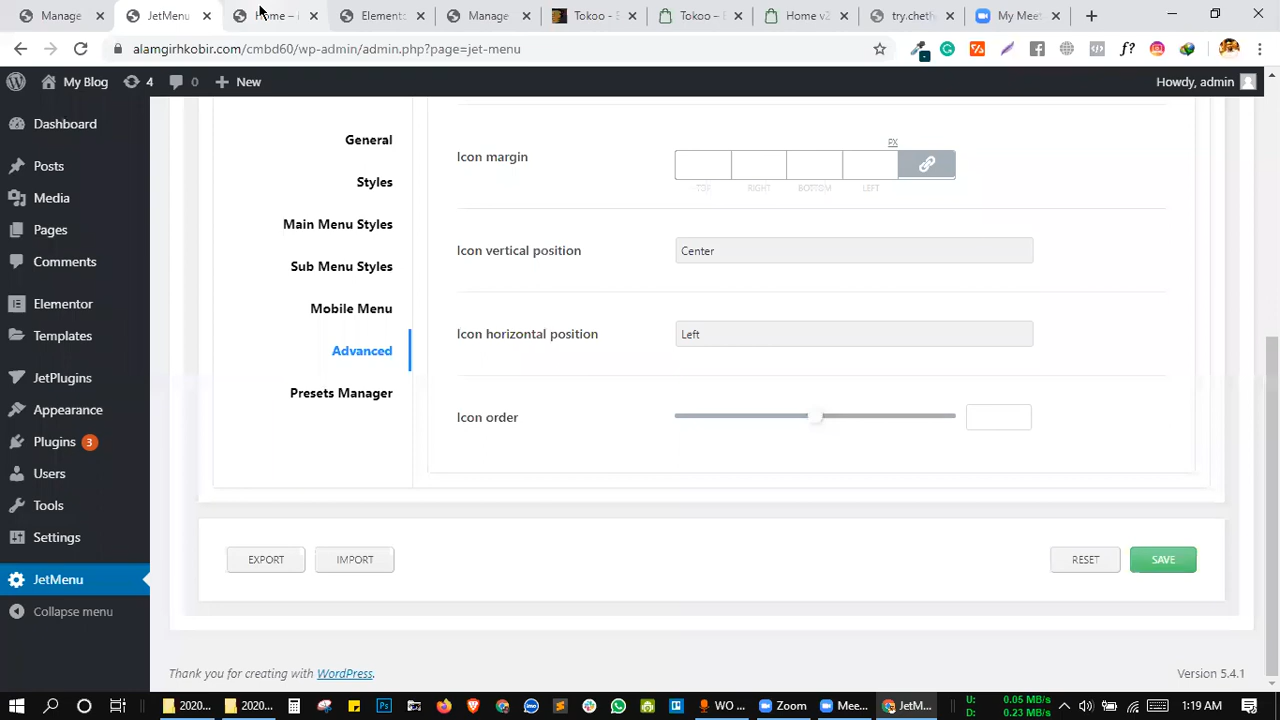 Manage
JetMenu
Home –
Element
Manage
Tokoo –
Tokoo –
Home v2
try.cheth
My Meet
alamgirhkobir.com/cmbd60/wp-admin/admin.php?page=jet-menu
My Blog
4
0
New
Howdy, admin
Dashboard
Posts
Media
Pages
Comments
Elementor
Templates
JetPlugins
Appearance
Plugins 3
Users
Tools
Settings
JetMenu
Collapse menu
General
Styles
Main Menu Styles
Sub Menu Styles
Mobile Menu
Advanced
Presets Manager
PX
Icon margin
TOP RIGHT BOTTOM LEFT
Icon vertical position
Center
Icon horizontal position
Left
Icon order
EXPORT
IMPORT
RESET
SAVE
Thank you for creating with WordPress.
Version 5.4.1
2020...
2020...
WO ...
Zoom
Mee...
JetM...
U: 0.05 MB/s
D: 0.23 MB/s
1:19 AM